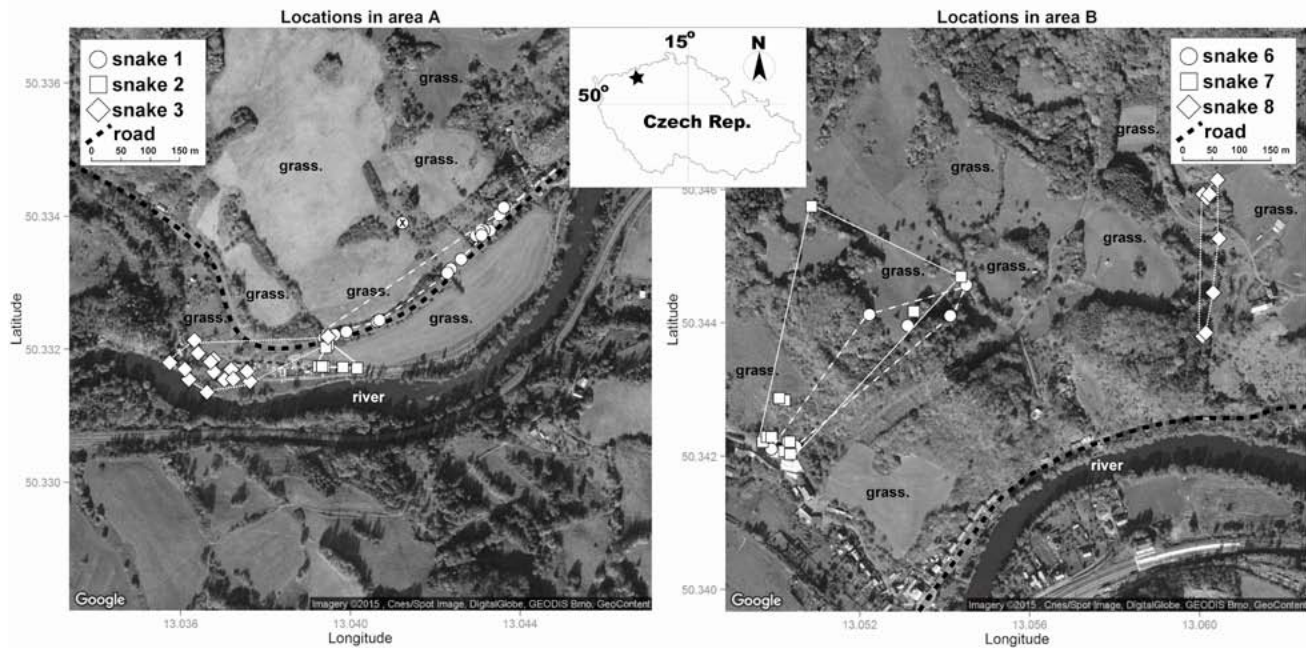 Locations in area A
Locations in area B
snake 1
snake 2
snake 3
road
0 50 100 150 m
15°
50°
N
Czech Rep.
snake 6
snake 7
snake 8
road
0 50 100 150 m
grass.
grass.
grass.
grass.
grass.
grass.
grass.
x
river
grass.
grass.
grass.
grass.
grass.
grass.
grass.
grass.
river
50.336
50.334
50.332
50.330
Latitude
50.346
50.344
50.342
50.340
Latitude
Google
Imagery ©2015 , Cnes/Spot Image, DigitalGlobe, GEODIS Brno, GeoContent
Google
Imagery ©2015 , Cnes/Spot Image, DigitalGlobe, GEODIS Brno, GeoContent
13.036
13.040
13.044
Longitude
13.052
13.056
13.060
Longitude